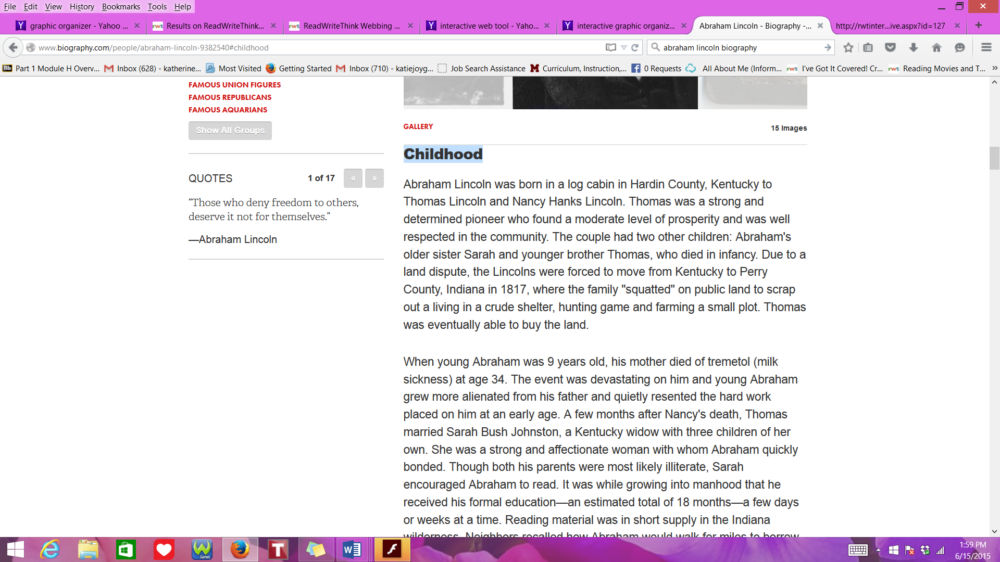 File Edit View History Bookmarks Tools Help
graphic organizer - Yahoo ... Results on ReadWriteThink... ReadWriteThink Webbing ... interactive web tool - Yaho... interactive graphic organiz... Abraham Lincoln - Biography -... http://rwtinter...ive.aspx?id=127
www.biography.com/people/abraham-lincoln-9382540#childhood abraham lincoln biography
Bb Part 1 Module H Overv... Inbox (628) - katherine... Most Visited Getting Started Inbox (710) - katiejoyg... Job Search Assistance Curriculum, Instruction,... 0 Requests All About Me (Inform... rwt I've Got It Covered! Cr... rwt Reading Movies and T... »
FAMOUS UNION FIGURES
FAMOUS REPUBLICANS
FAMOUS AQUARIANS
Show All Groups
QUOTES 1 of 17 « »
“Those who deny freedom to others,
deserve it not for themselves.”
—Abraham Lincoln
GALLERY 15 Images
Childhood
Abraham Lincoln was born in a log cabin in Hardin County, Kentucky to
Thomas Lincoln and Nancy Hanks Lincoln. Thomas was a strong and
determined pioneer who found a moderate level of prosperity and was well
respected in the community. The couple had two other children: Abraham's
older sister Sarah and younger brother Thomas, who died in infancy. Due to a
land dispute, the Lincolns were forced to move from Kentucky to Perry
County, Indiana in 1817, where the family "squatted" on public land to scrap
out a living in a crude shelter, hunting game and farming a small plot. Thomas
was eventually able to buy the land.
When young Abraham was 9 years old, his mother died of tremetol (milk
sickness) at age 34. The event was devastating on him and young Abraham
grew more alienated from his father and quietly resented the hard work
placed on him at an early age. A few months after Nancy's death, Thomas
married Sarah Bush Johnston, a Kentucky widow with three children of her
own. She was a strong and affectionate woman with whom Abraham quickly
bonded. Though both his parents were most likely illiterate, Sarah
encouraged Abraham to read. It was while growing into manhood that he
received his formal education—an estimated total of 18 months—a few days
or weeks at a time. Reading material was in short supply in the Indiana
wilderness. Neighbors recalled how Abraham would walk for miles to borrow
Games
1:59 PM
6/15/2015